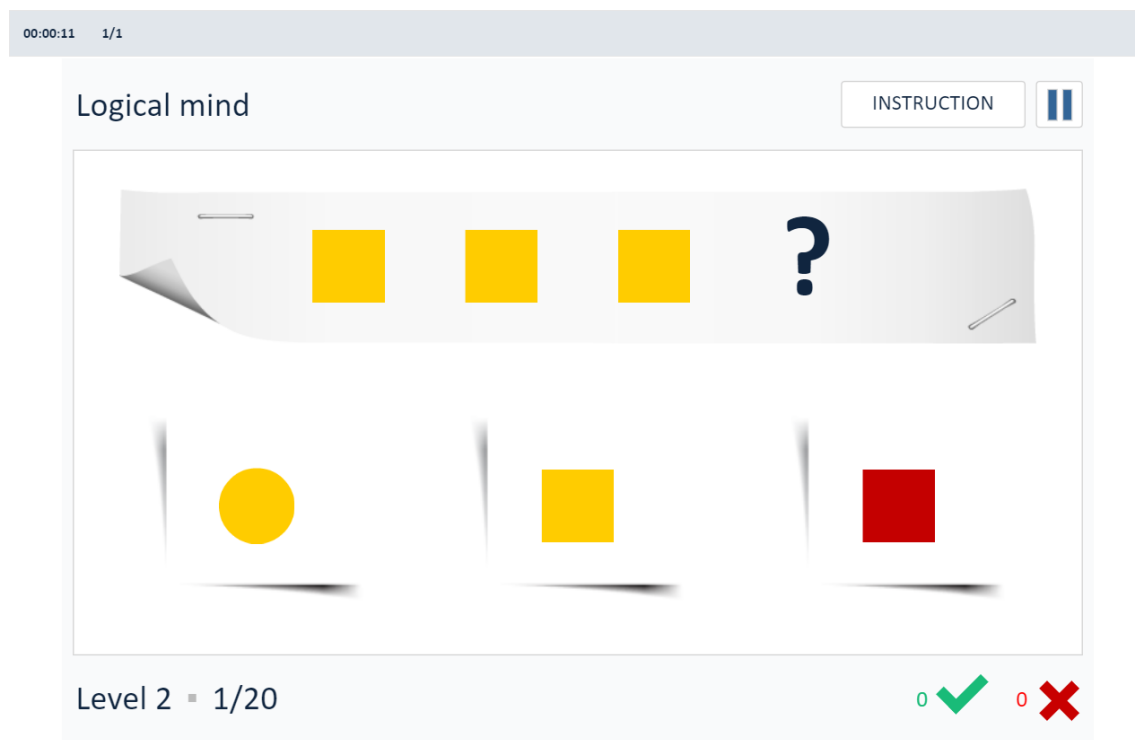 00:00:11 1/1
Logical mind
INSTRUCTION
?
Level 2 ▪ 1/20
0
0